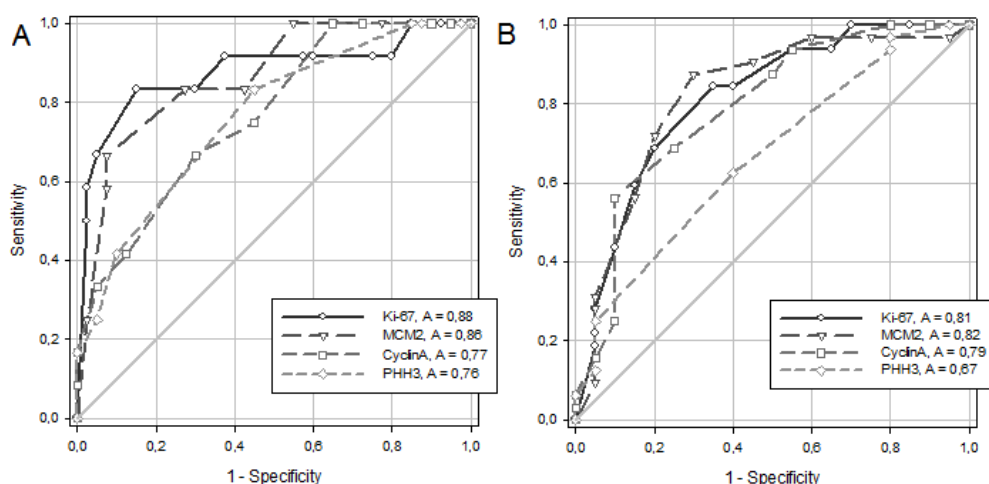 A
Sensitivity
1,0
0,8
0,6
0,4
0,2
0,0
0,0 0,2 0,4 0,6 0,8 1,0
1 - Specificity
Ki-67, A = 0,88
MCM2, A = 0,86
CyclinA, A = 0,77
PHH3, A = 0,76
B
Sensitivity
1,0
0,8
0,6
0,4
0,2
0,0
0,0 0,2 0,4 0,6 0,8 1,0
1 - Specificity
Ki-67, A = 0,81
MCM2, A = 0,82
CyclinA, A = 0,79
PHH3, A = 0,67